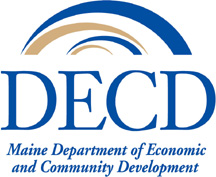 DECD
Maine Department of Economic
and Community Development